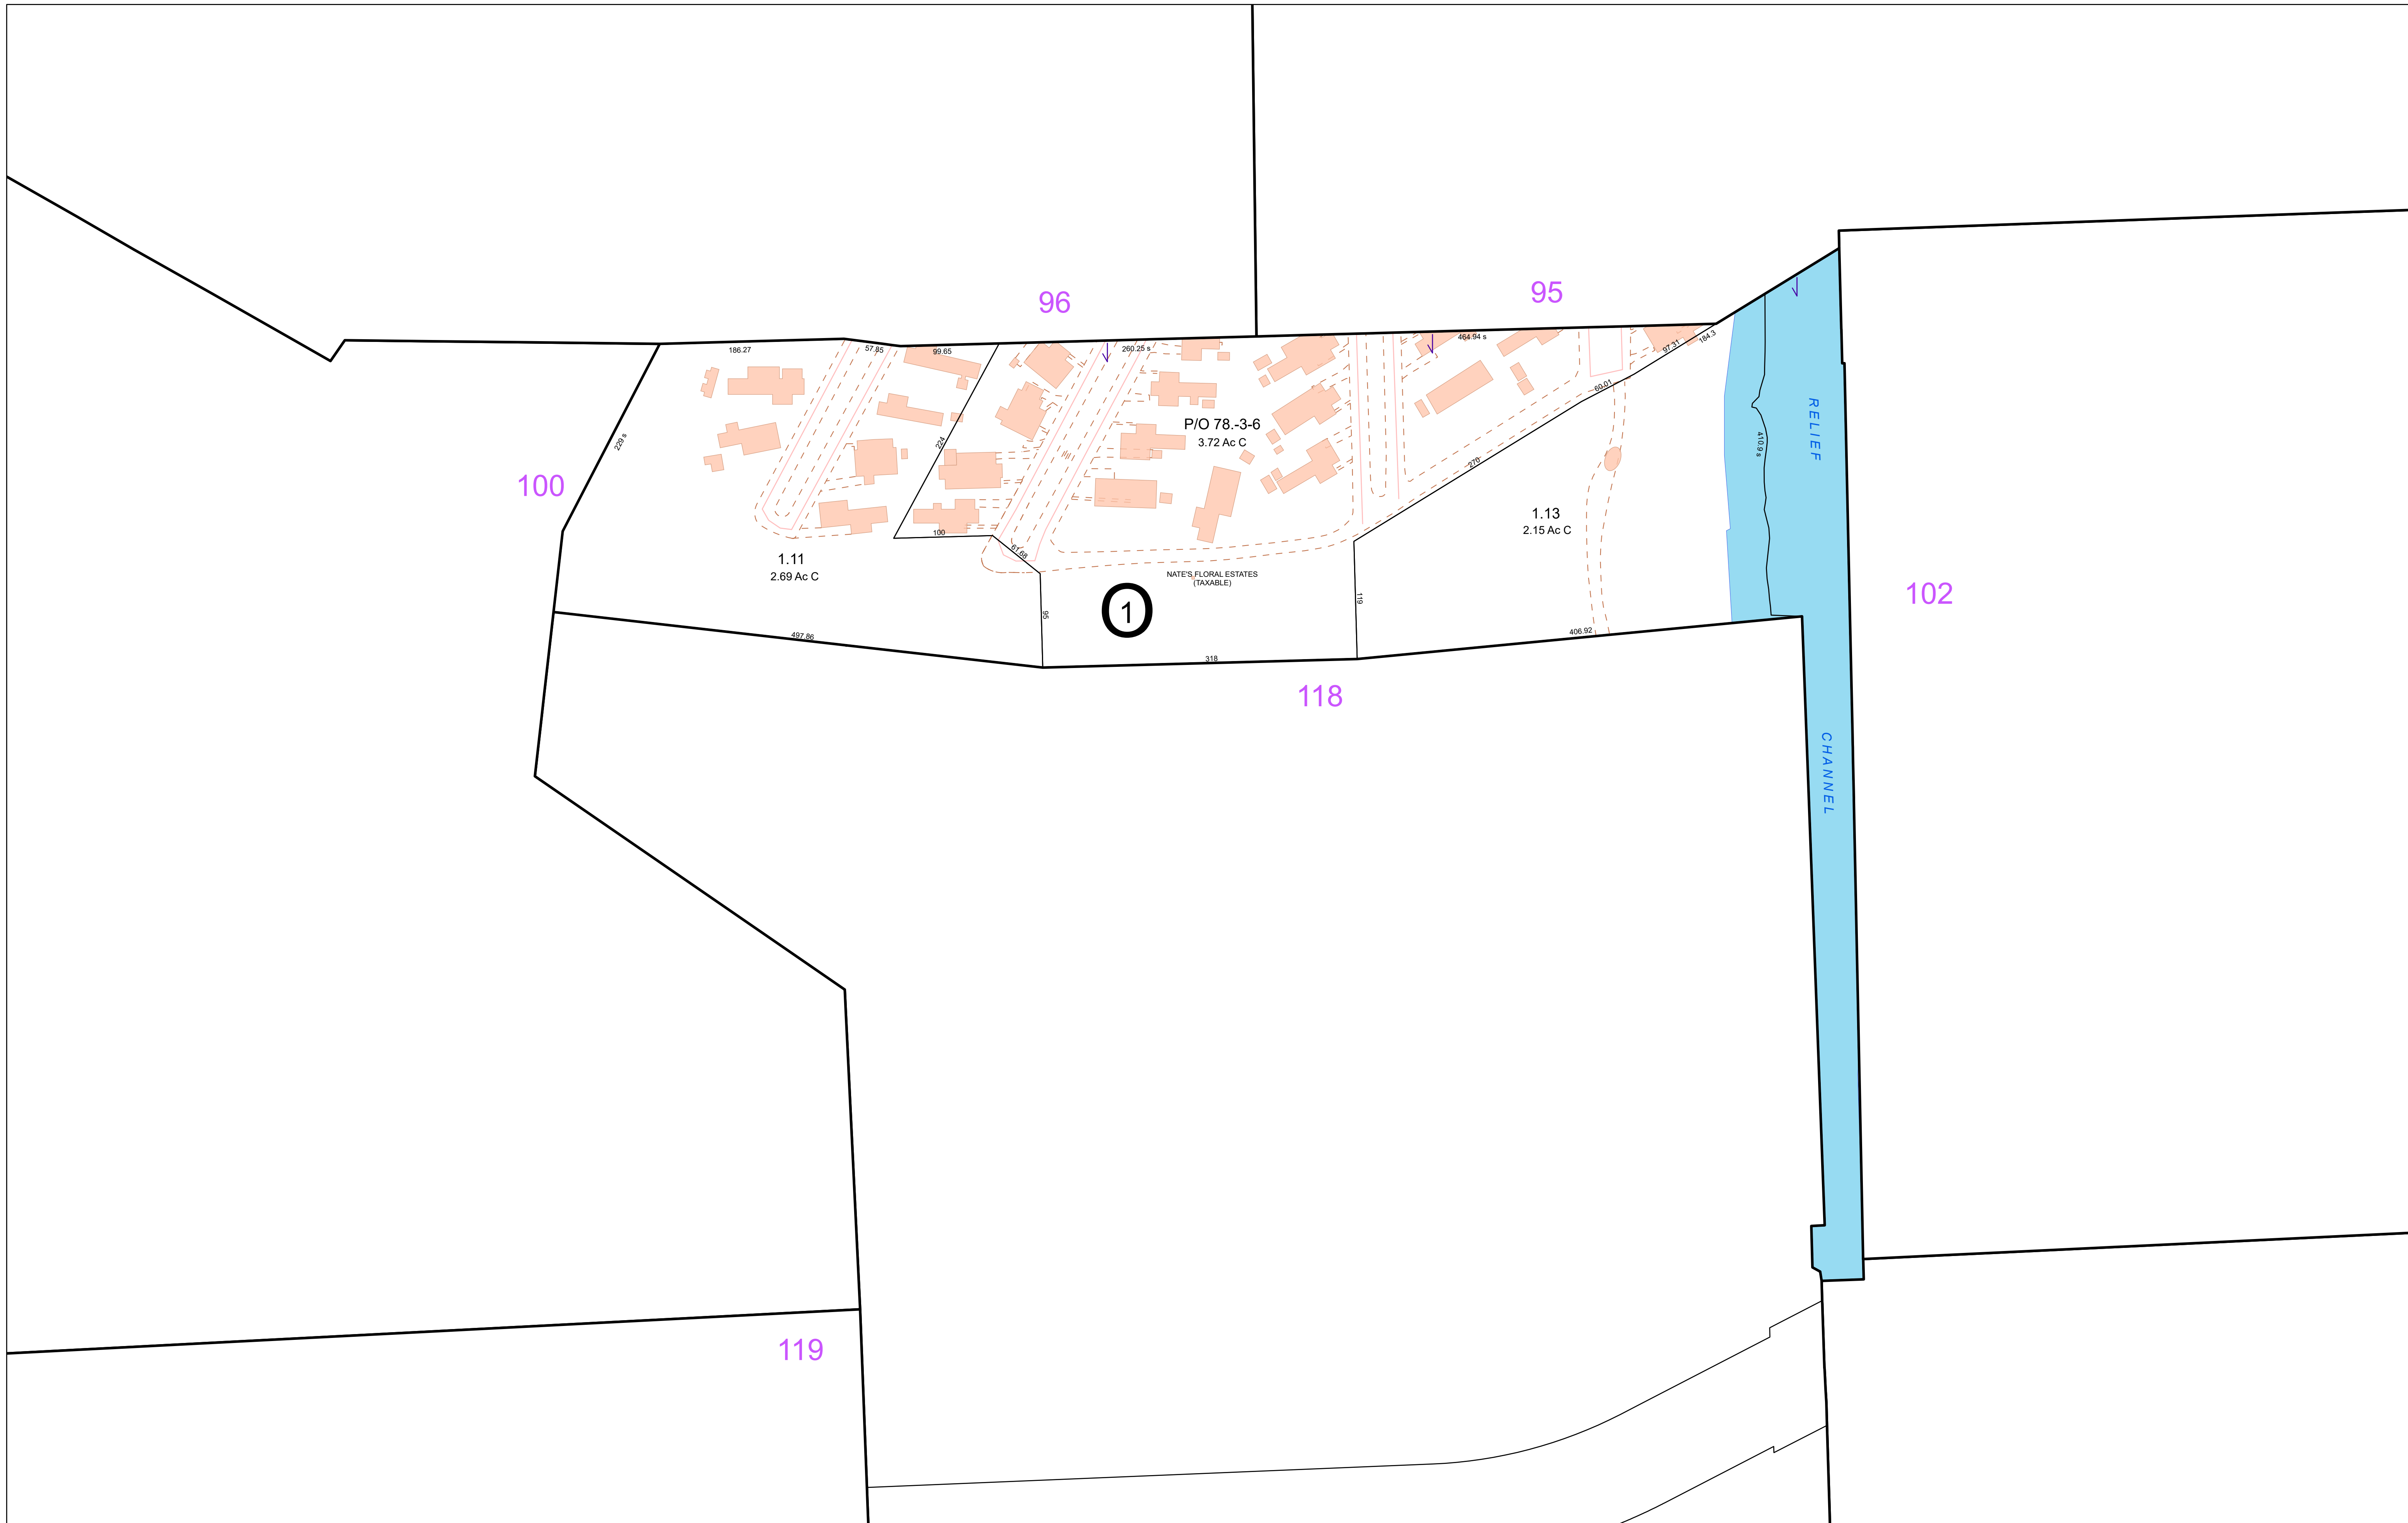 96
95
186.27
57.85
99.65
260.25 s
464.94 s
97.31
184.3
69.01
229 s
224
P/O 78.-3-6
3.72 Ac C
410.9 s
RELIEF
270
100
1.13
2.15 Ac C
100
61.68
1.11
2.69 Ac C
NATE'S FLORAL ESTATES
(TAXABLE)
95
1
119
102
497.86
406.92
318
118
CHANNEL
119